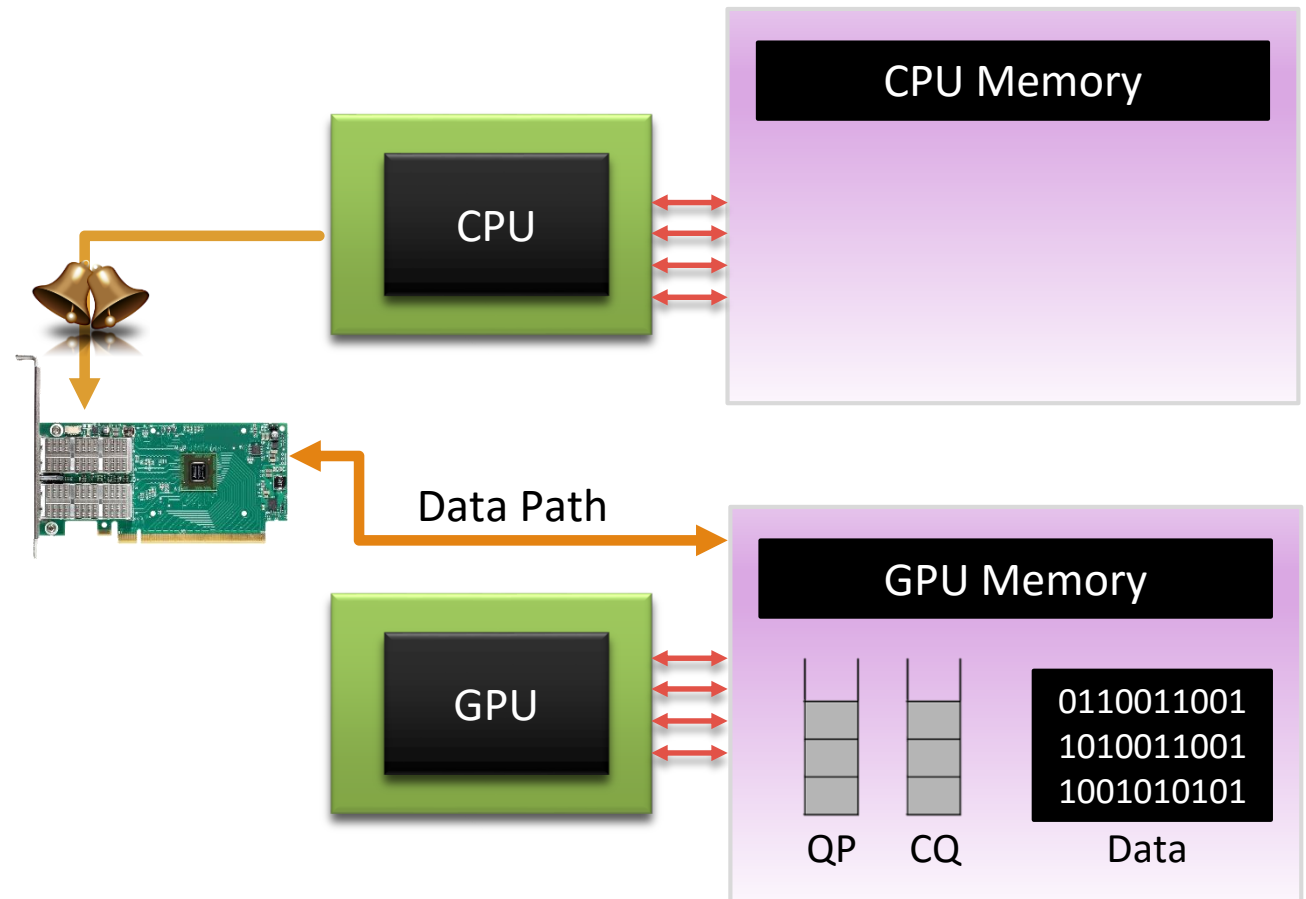 CPU Memory
CPU
Data Path
GPU Memory
GPU
0110011001
1010011001
1001010101
QP
CQ
Data